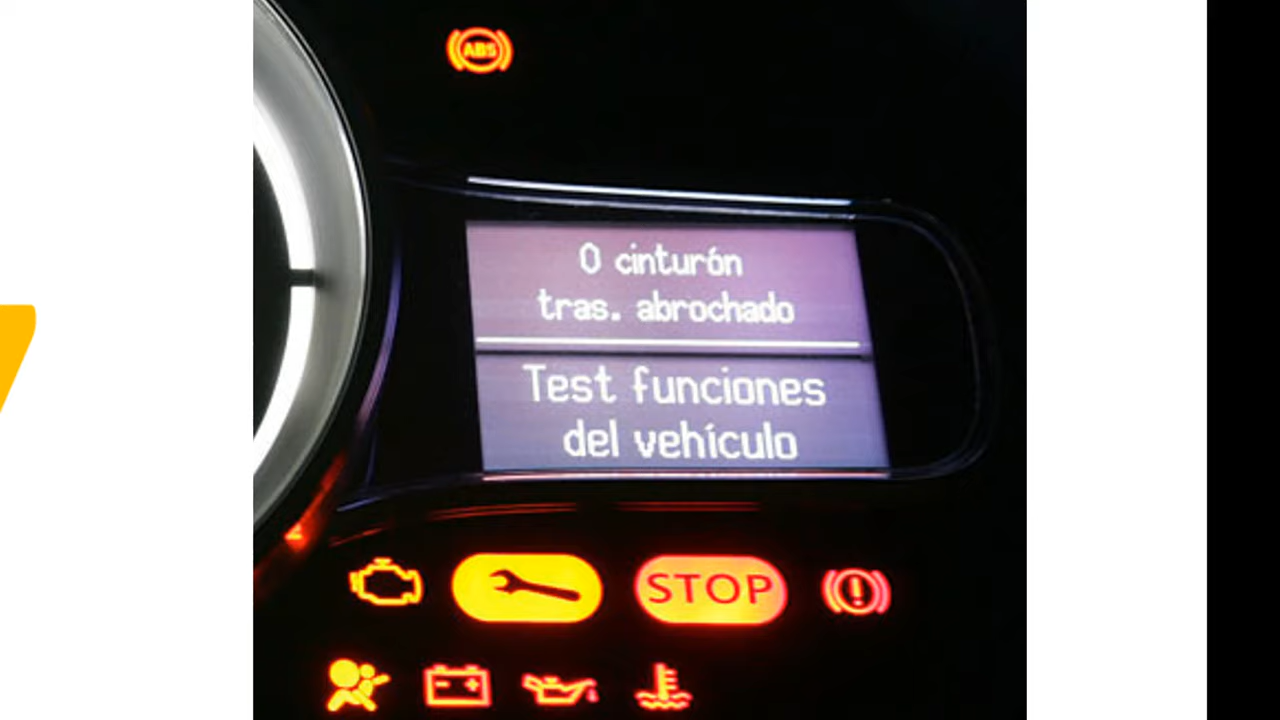 ABS
0 cinturón
tras. abrochado
Test funciones
del vehículo
STOP